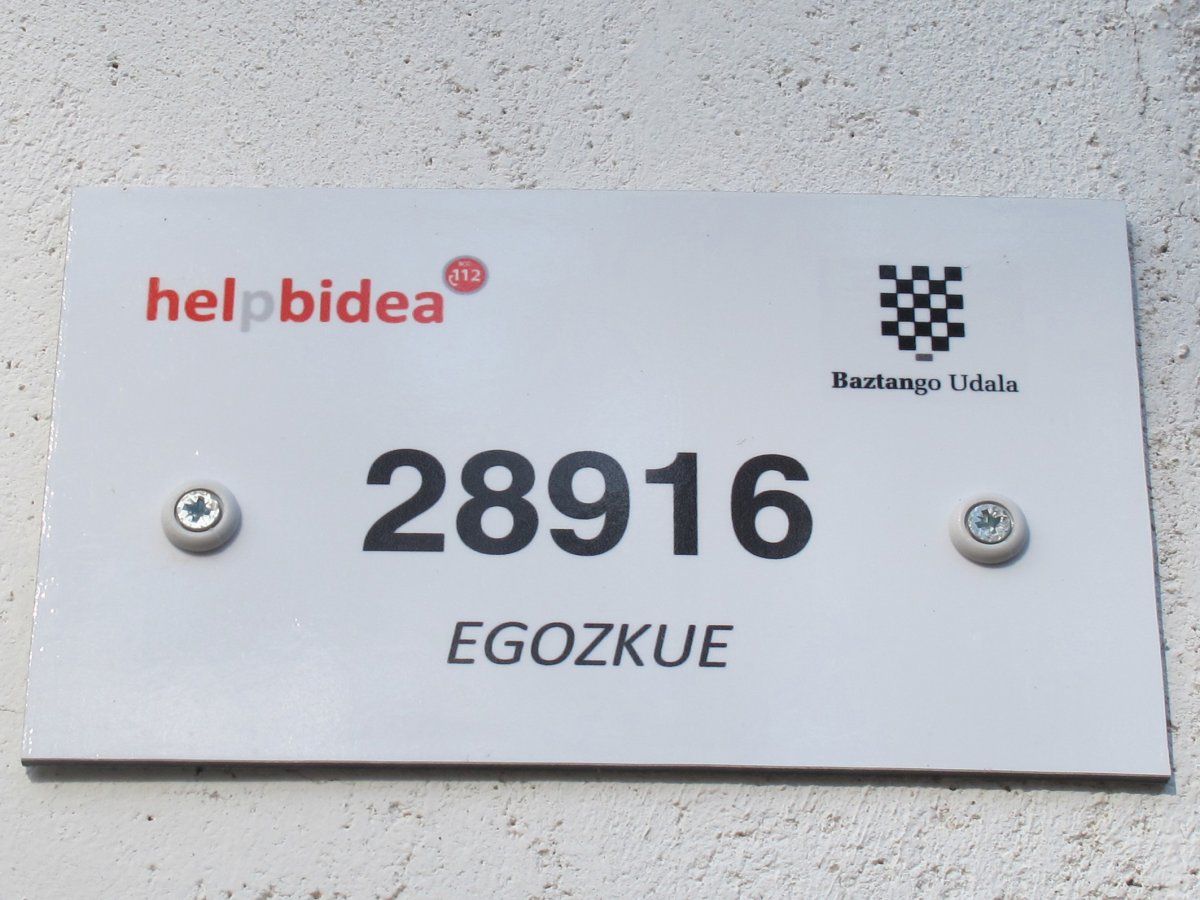 helpbidea
112
Baztango Udala
28916
EGOZKUE